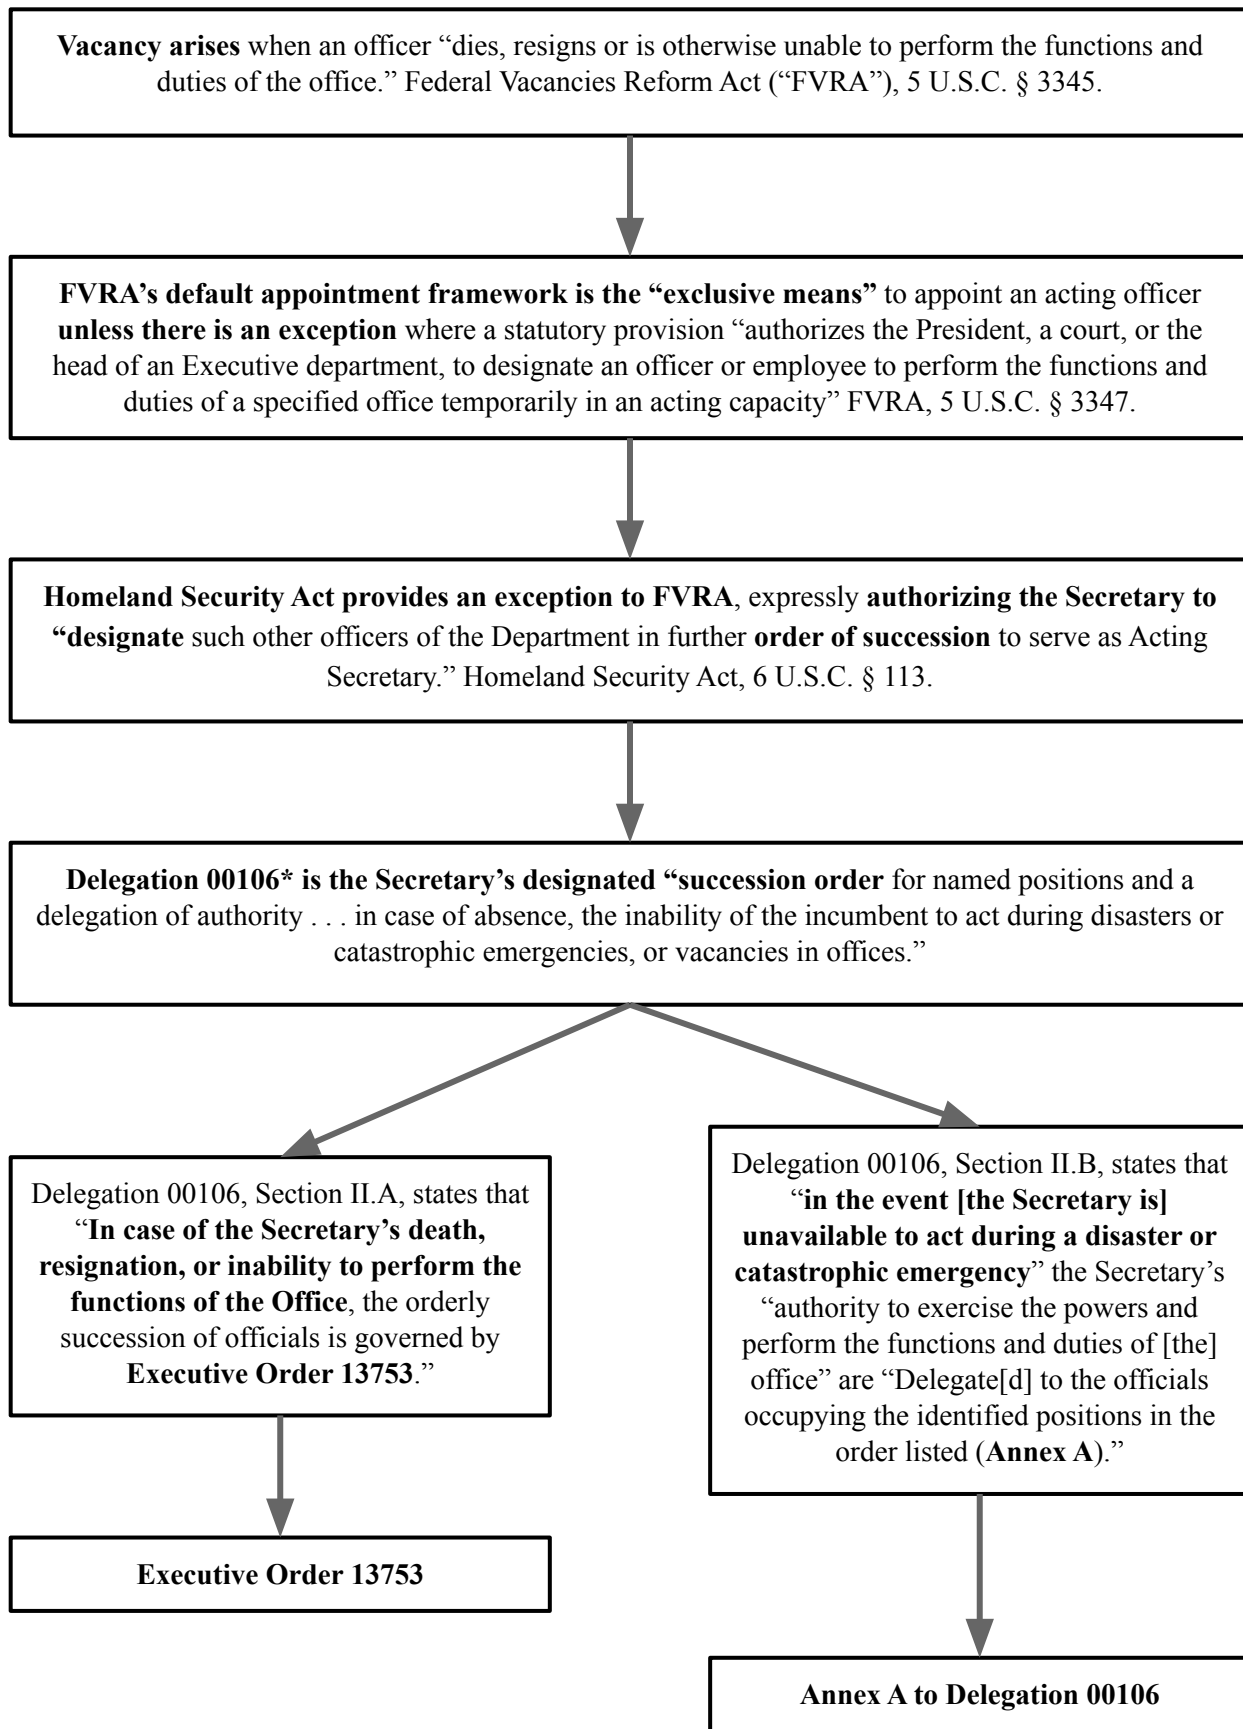 Vacancy arises when an officer “dies, resigns or is otherwise unable to perform the functions and
duties of the office.” Federal Vacancies Reform Act (“FVRA”), 5 U.S.C. § 3345.
FVRA’s default appointment framework is the “exclusive means” to appoint an acting officer
unless there is an exception where a statutory provision “authorizes the President, a court, or the
head of an Executive department, to designate an officer or employee to perform the functions and
duties of a specified office temporarily in an acting capacity” FVRA, 5 U.S.C. § 3347.
Homeland Security Act provides an exception to FVRA, expressly authorizing the Secretary to
“designate such other officers of the Department in further order of succession to serve as Acting
Secretary.” Homeland Security Act, 6 U.S.C. § 113.
Delegation 00106* is the Secretary’s designated “succession order for named positions and a
delegation of authority . . . in case of absence, the inability of the incumbent to act during disasters or
catastrophic emergencies, or vacancies in offices.”
Delegation 00106, Section II.A, states that
“In case of the Secretary’s death,
resignation, or inability to perform the
functions of the Office, the orderly
succession of officials is governed by
Executive Order 13753.”
Executive Order 13753
Delegation 00106, Section II.B, states that
“in the event [the Secretary is]
unavailable to act during a disaster or
catastrophic emergency” the Secretary’s
“authority to exercise the powers and
perform the functions and duties of [the]
office” are “Delegate[d] to the officials
occupying the identified positions in the
order listed (Annex A).”
Annex A to Delegation 00106